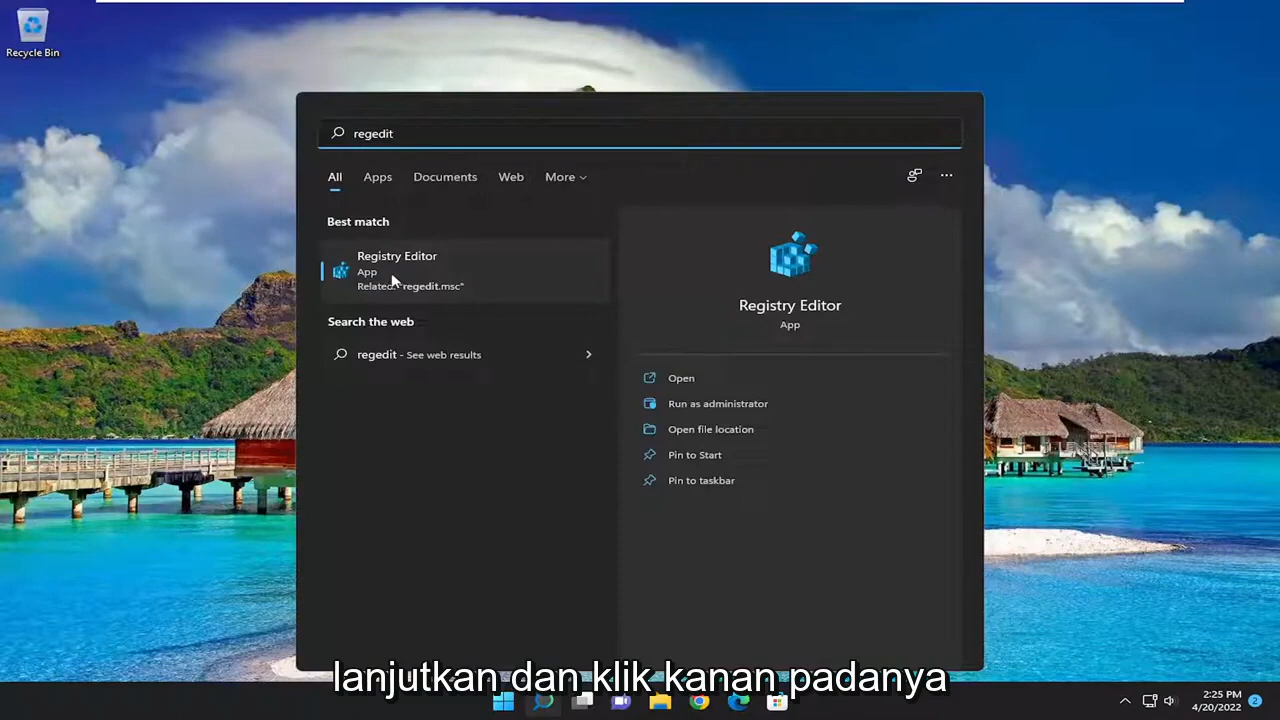 Recycle Bin
regedit
All
Apps
Documents
Web
More
Best match
Registry Editor
App
Related: "regedit.msc"
Search the web
regedit - See web results
Registry Editor
App
Open
Run as administrator
Open file location
Pin to Start
Pin to taskbar
lanjutkan dan klik kanan padanya
2:25 PM
4/20/2022
2